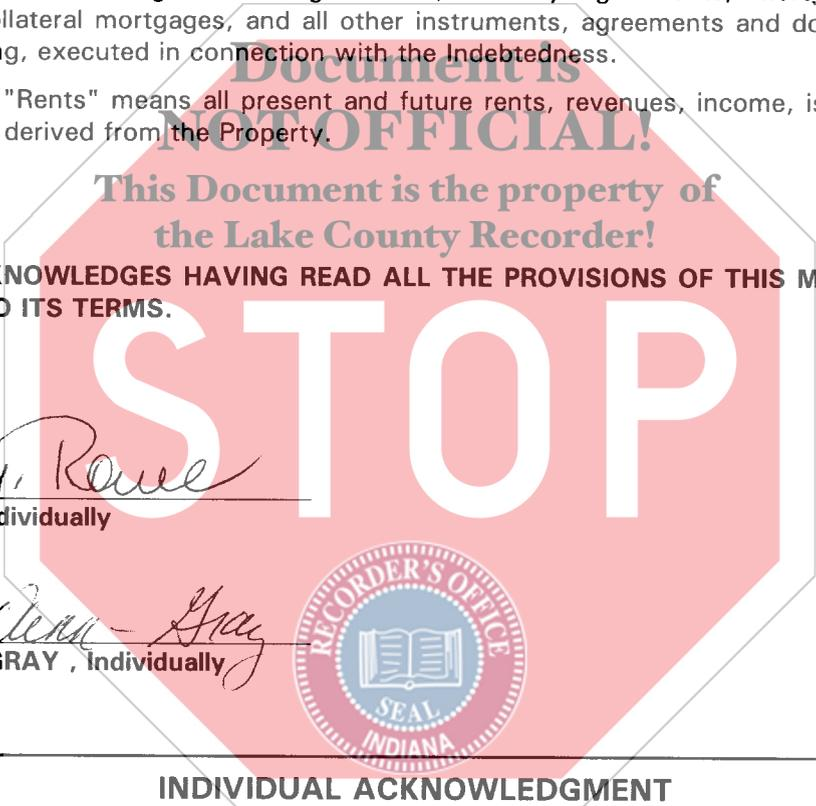 llateral mortgages, and all other instruments, agreements and do
g, executed in connection with the Indebtedness.
Document is
"Rents" means all present and future rents, revenues, income, is
NOT OFFICIAL!
derived from the Property.
This Document is the property of
the Lake County Recorder!
KNOWLEDGES HAVING READ ALL THE PROVISIONS OF THIS M
O ITS TERMS.
STOP
T. Rowe
dividually
Gray
GRAY , Individually
RECORDER'S OFFICE
SEAL
INDIANA
INDIVIDUAL ACKNOWLEDGMENT